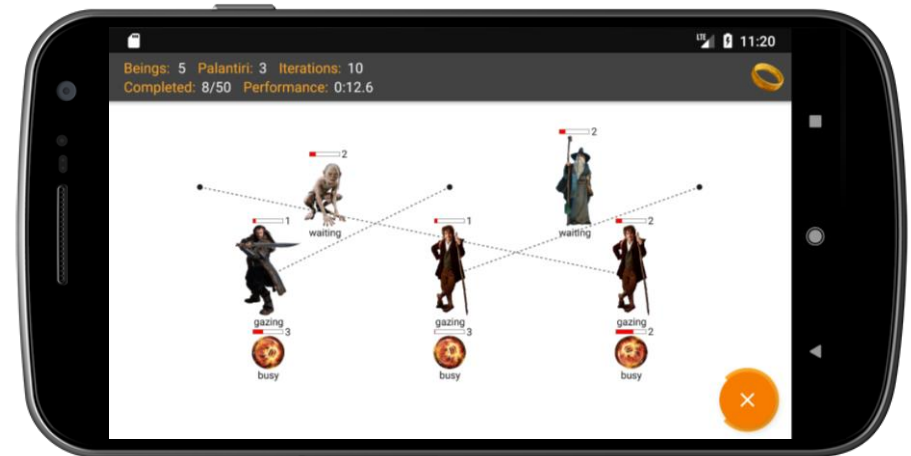 LTE 11:20
Beings: 5 Palantiri: 3 Iterations: 10
Completed: 8/50 Performance: 0:12.6
2
2
waiting
waiting
1
1
2
gazing
gazing
gazing
3
3
2
busy
busy
busy